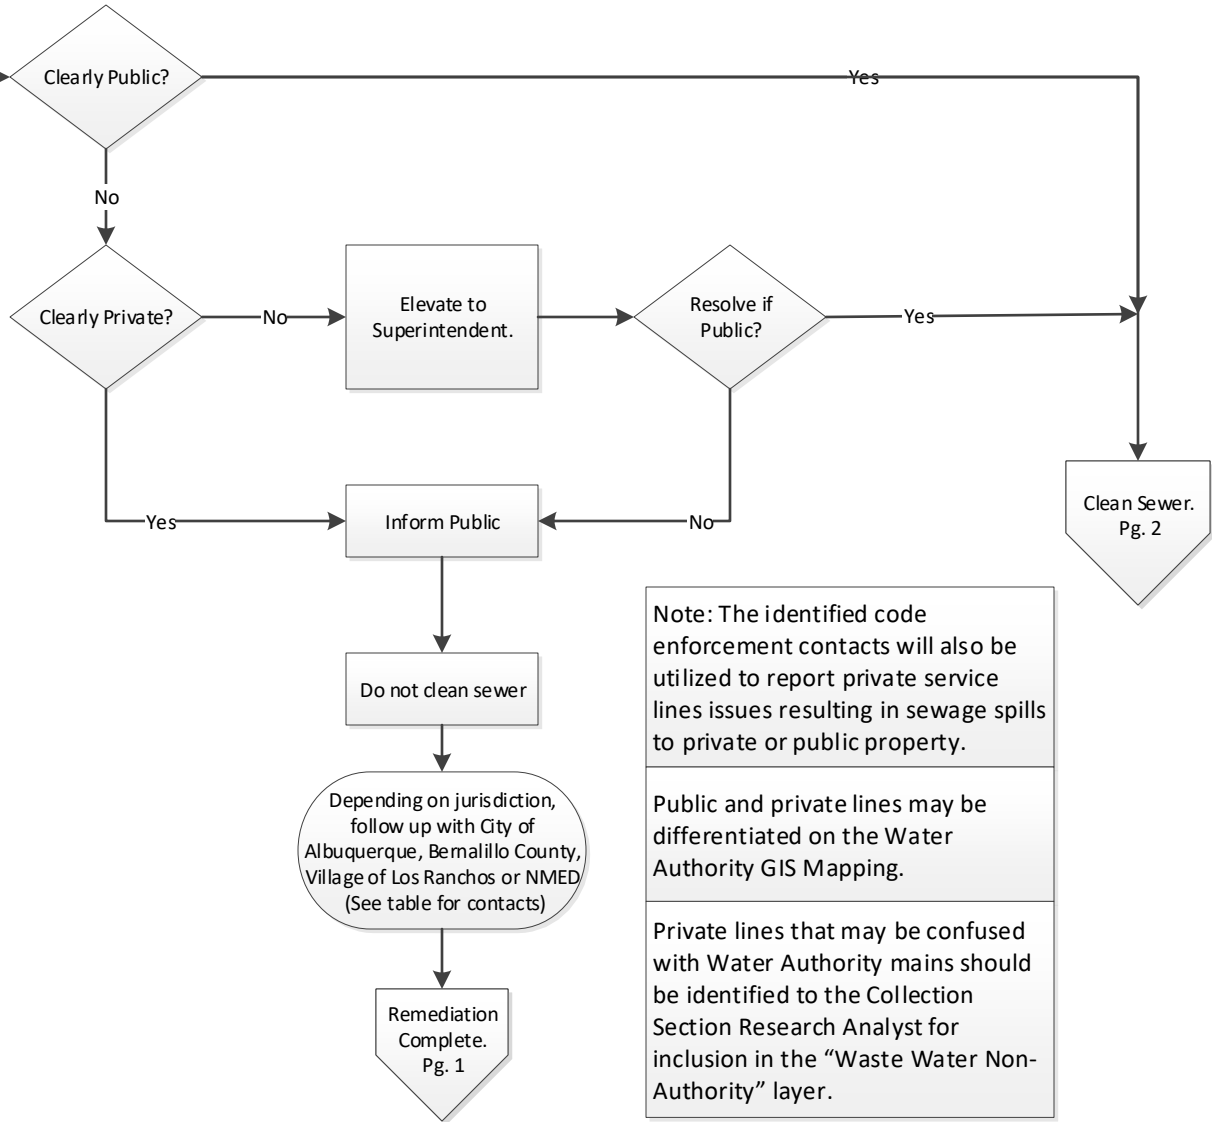 Clearly Public?
Yes
No
Clearly Private?
No
Elevate to
Superintendent.
Resolve if
Public?
Yes
Yes
Inform Public
No
Clean Sewer.
Pg. 2
Do not clean sewer
Depending on jurisdiction,
follow up with City of
Albuquerque, Bernalillo County,
Village of Los Ranchos or NMED
(See table for contacts)
Remediation
Complete.
Pg. 1
Note: The identified code
enforcement contacts will also be
utilized to report private service
lines issues resulting in sewage spills
to private or public property.
Public and private lines may be
differentiated on the Water
Authority GIS Mapping.
Private lines that may be confused
with Water Authority mains should
be identified to the Collection
Section Research Analyst for
inclusion in the “Waste Water Non-
Authority” layer.